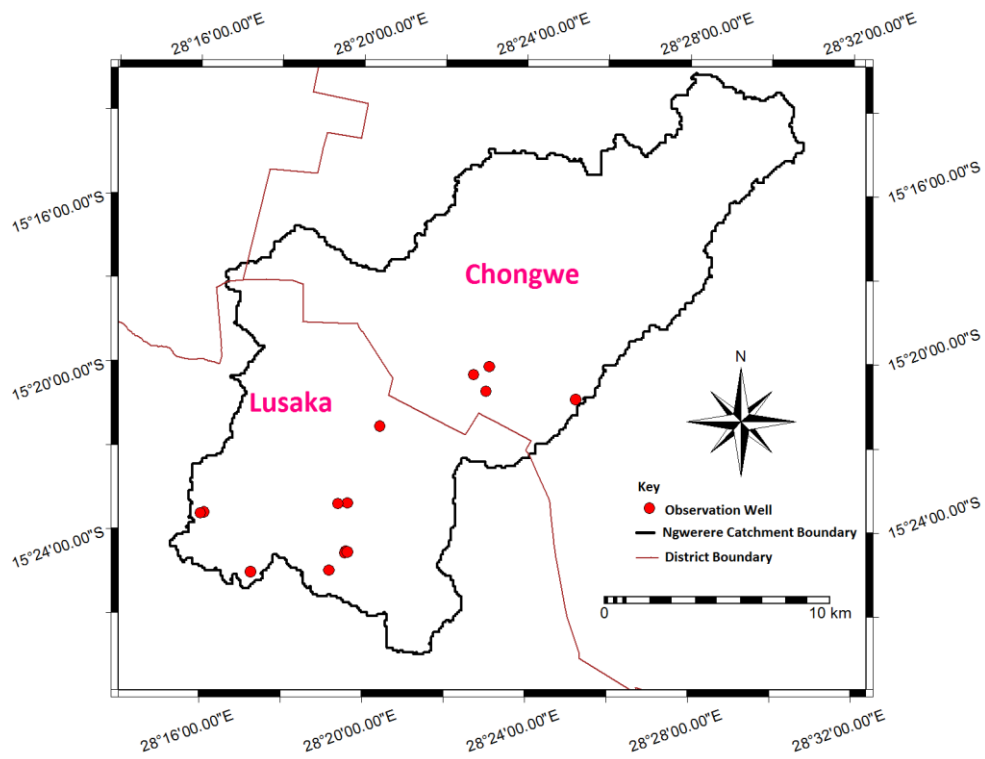 28°16'00.00"E
28°20'00.00"E
28°24'00.00"E
28°28'00.00"E
28°32'00.00"E
15°16'00.00"S
15°16'00.00"S
Chongwe
15°20'00.00"S
15°20'00.00"S
N
Lusaka
Key
Observation Well
Ngwerere Catchment Boundary
District Boundary
15°24'00.00"S
15°24'00.00"S
0
10 km
28°16'00.00"E
28°20'00.00"E
28°24'00.00"E
28°28'00.00"E
28°32'00.00"E